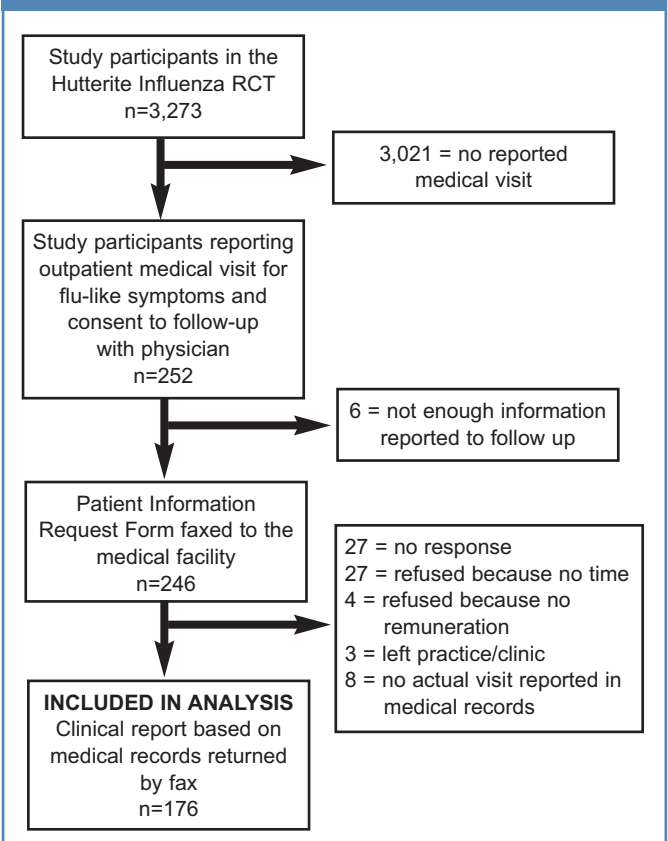 Study participants in the
Hutterite Influenza RCT
n=3,273
3,021 = no reported
medical visit
Study participants reporting
outpatient medical visit for
flu-like symptoms and
consent to follow-up
with physician
n=252
6 = not enough information
reported to follow up
Patient Information
Request Form faxed to the
medical facility
n=246
27 = no response
27 = refused because no time
4 = refused because no
remuneration
3 = left practice/clinic
8 = no actual visit reported in
medical records
INCLUDED IN ANALYSIS
Clinical report based on
medical records returned
by fax
n=176